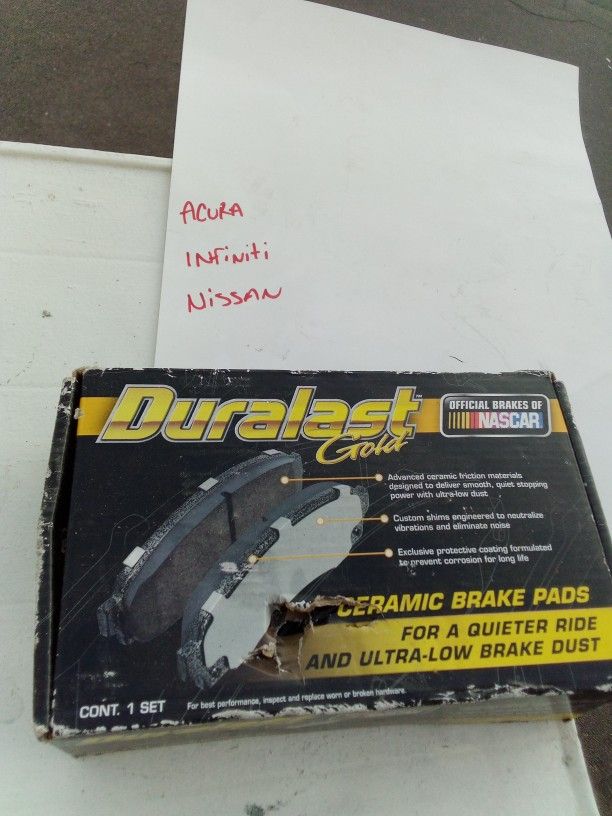 ACURA
INFiniti
NiSSAN
Duralast
Gold
OFFICIAL BRAKES OF
NASCAR
Advanced ceramic friction materials
designed to deliver smooth, quiet stopping
power with ultra-low dust
Custom shims engineered to neutralize
vibrations and eliminate noise
Exclusive protective coating formulated
to prevent corrosion for long life
CERAMIC BRAKE PADS
FOR A QUIETER RIDE
AND ULTRA-LOW BRAKE DUST
CONT. 1 SET
For best performance, inspect and replace worn or broken hardware.